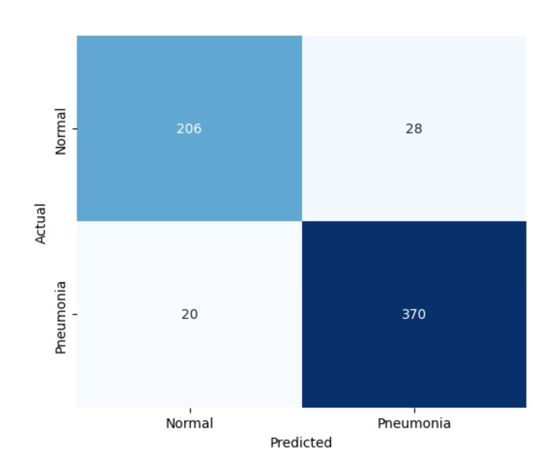 Actual
Normal
206
28
Pneumonia
20
370
Normal
Pneumonia
Predicted